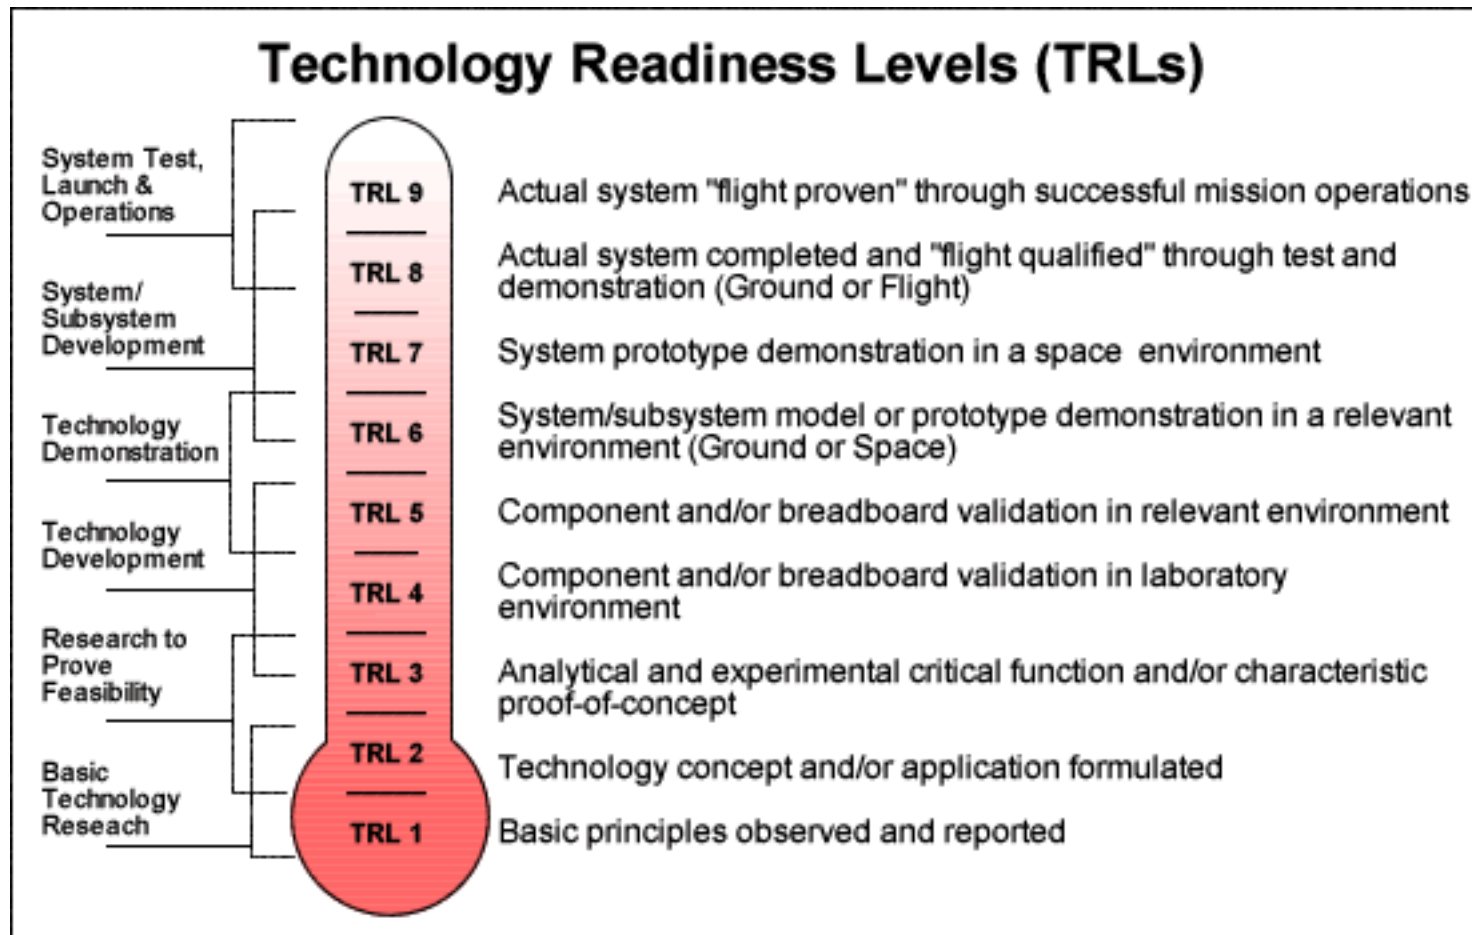 Technology Readiness Levels (TRLs)
System Test,
Launch &
Operations
System/
Subsystem
Development
Technology
Demonstration
Technology
Development
Research to
Prove
Feasibility
Basic
Technology
Reseach
TRL 9
Actual system "flight proven" through successful mission operations
TRL 8
Actual system completed and "flight qualified" through test and
demonstration (Ground or Flight)
TRL 7
System prototype demonstration in a space environment
TRL 6
System/subsystem model or prototype demonstration in a relevant
environment (Ground or Space)
TRL 5
Component and/or breadboard validation in relevant environment
TRL 4
Component and/or breadboard validation in laboratory
environment
TRL 3
Analytical and experimental critical function and/or characteristic
proof-of-concept
TRL 2
Technology concept and/or application formulated
TRL 1
Basic principles observed and reported